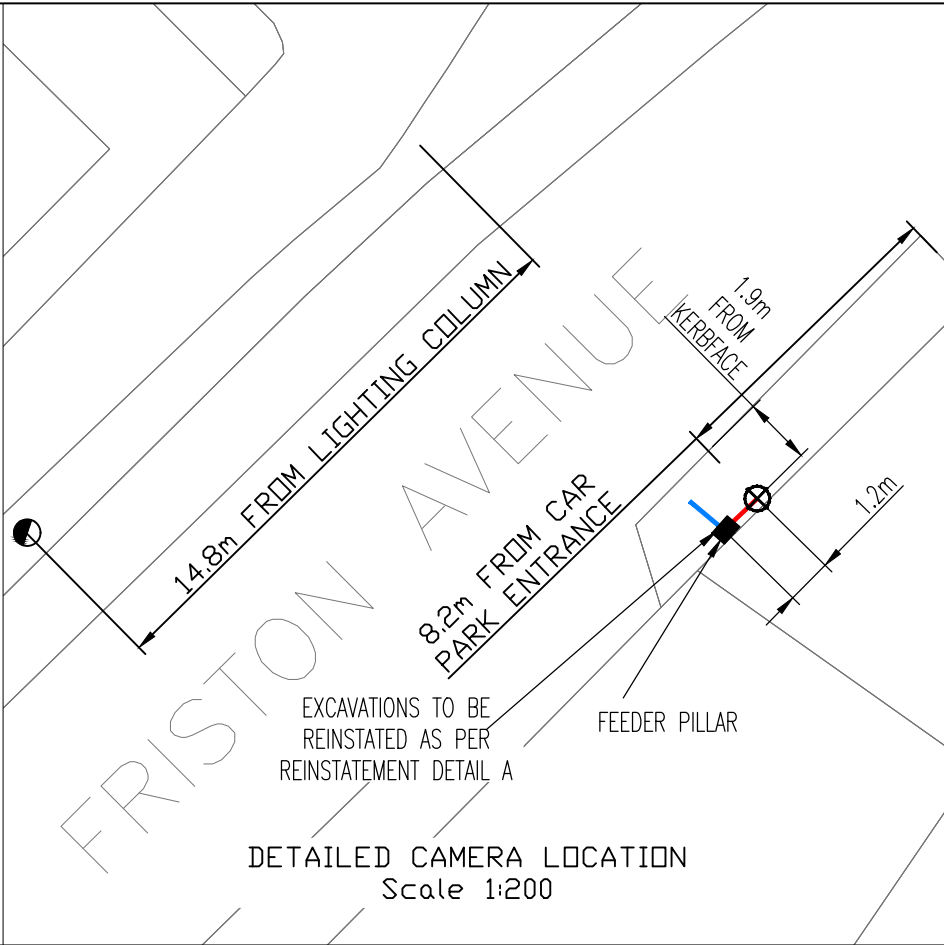 14.8m FROM LIGHTING COLUMN
FRISTON AVENUE
1.9m
FROM
KERBFACE
8.2m FROM CAR
PARK ENTRANCE
1.2m
EXCAVATIONS TO BE
REINSTATED AS PER
REINSTATEMENT DETAIL A
FEEDER PILLAR
DETAILED CAMERA LOCATION
Scale 1:200